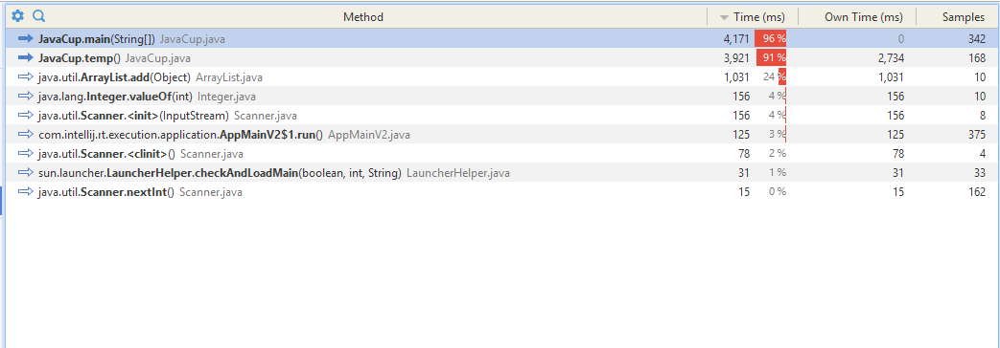 Method Time (ms) Own Time (ms) Samples
JavaCup.main(String[]) JavaCup.java 4,171 96 % 0 342
JavaCup.temp() JavaCup.java 3,921 91 % 2,734 168
java.util.ArrayList.add(Object) ArrayList.java 1,031 24 % 1,031 10
java.lang.Integer.valueOf(int) Integer.java 156 4 % 156 10
java.util.Scanner.<init>(InputStream) Scanner.java 156 4 % 156 8
com.intellij.rt.execution.application.AppMainV2$1.run() AppMainV2.java 125 3 % 125 375
java.util.Scanner.<clinit>() Scanner.java 78 2 % 78 4
sun.launcher.LauncherHelper.checkAndLoadMain(boolean, int, String) LauncherHelper.java 31 1 % 31 33
java.util.Scanner.nextInt() Scanner.java 15 0 % 15 162